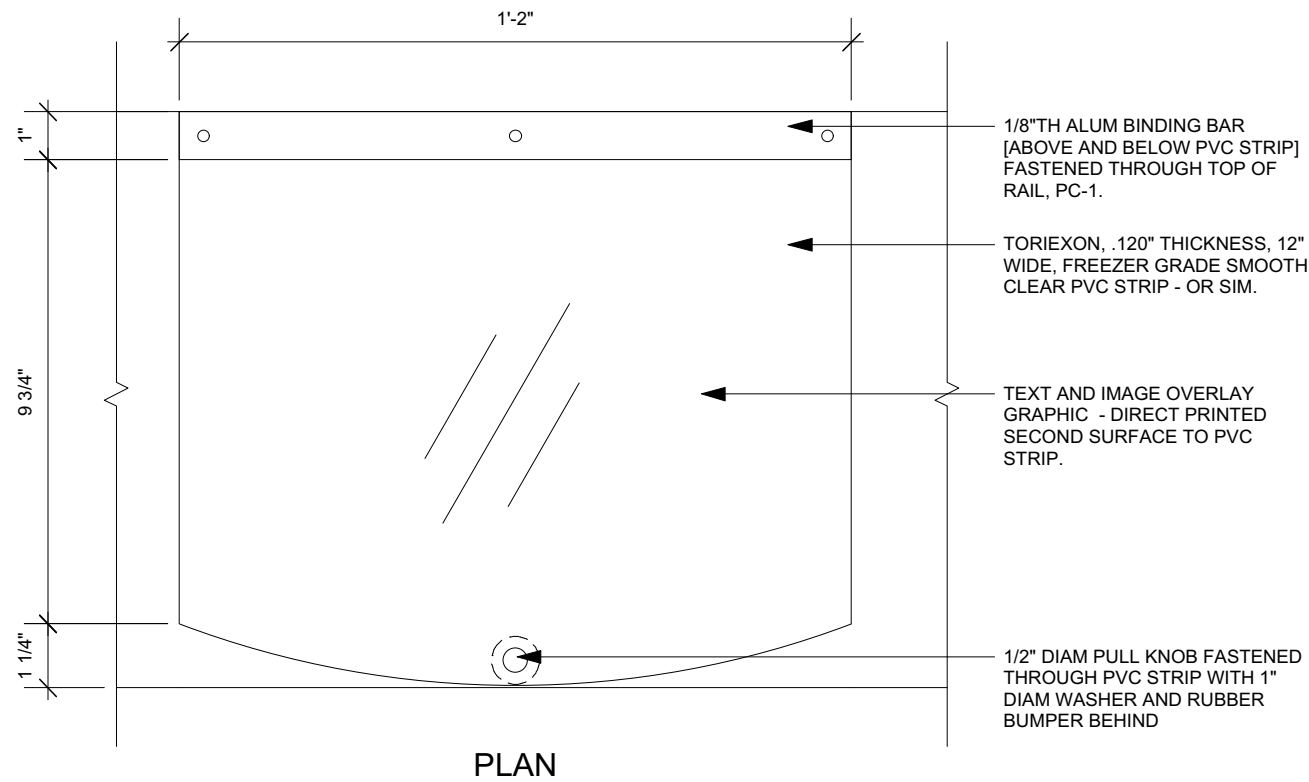 1'-2"
1"
9 3/4"
1 1/4"
1/8"TH ALUM BINDING BAR
[ABOVE AND BELOW PVC STRIP]
FASTENED THROUGH TOP OF
RAIL, PC-1.
TORIEXON, .120" THICKNESS, 12"
WIDE, FREEZER GRADE SMOOTH
CLEAR PVC STRIP - OR SIM.
TEXT AND IMAGE OVERLAY
GRAPHIC  - DIRECT PRINTED
SECOND SURFACE TO PVC
STRIP.
1/2" DIAM PULL KNOB FASTENED
THROUGH PVC STRIP WITH 1"
DIAM WASHER AND RUBBER
BUMPER BEHIND
PLAN